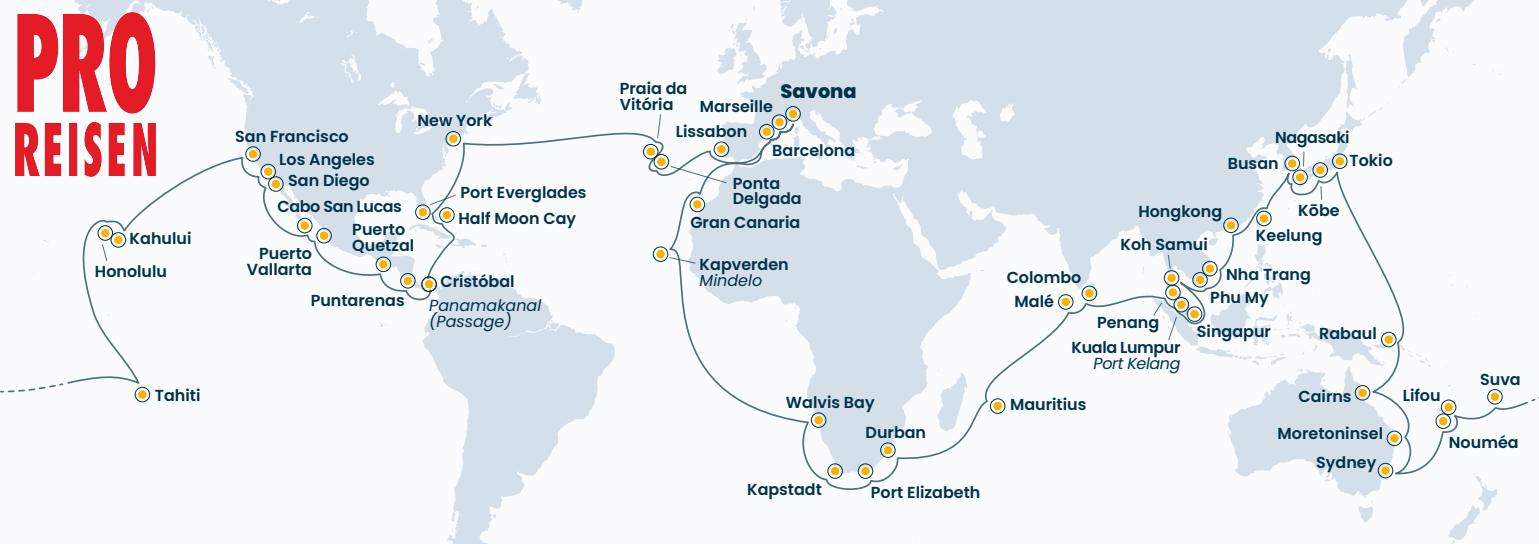 PRO
REISEN
San Francisco
Los Angeles
San Diego
Cabo San Lucas
Puerto
Vallarta
Puerto
Quetzal
Puntarenas
Cristóbal
Panamakanal
(Passage)
Kahului
Honolulu
Tahiti
New York
Port Everglades
Half Moon Cay
Praia da
Vitória
Ponta
Delgada
Lissabon
Marseille
Savona
Barcelona
Gran Canaria
Kapverden
Mindelo
Walvis Bay
Kapstadt
Port Elizabeth
Durban
Mauritius
Malé
Colombo
Penang
Kuala Lumpur
Port Kelang
Singapur
Koh Samui
Phu My
Nha Trang
Hongkong
Keelung
Busan
Nagasaki
Kōbe
Tokio
Rabaul
Cairns
Moretoninsel
Sydney
Nouméa
Lifou
Suva